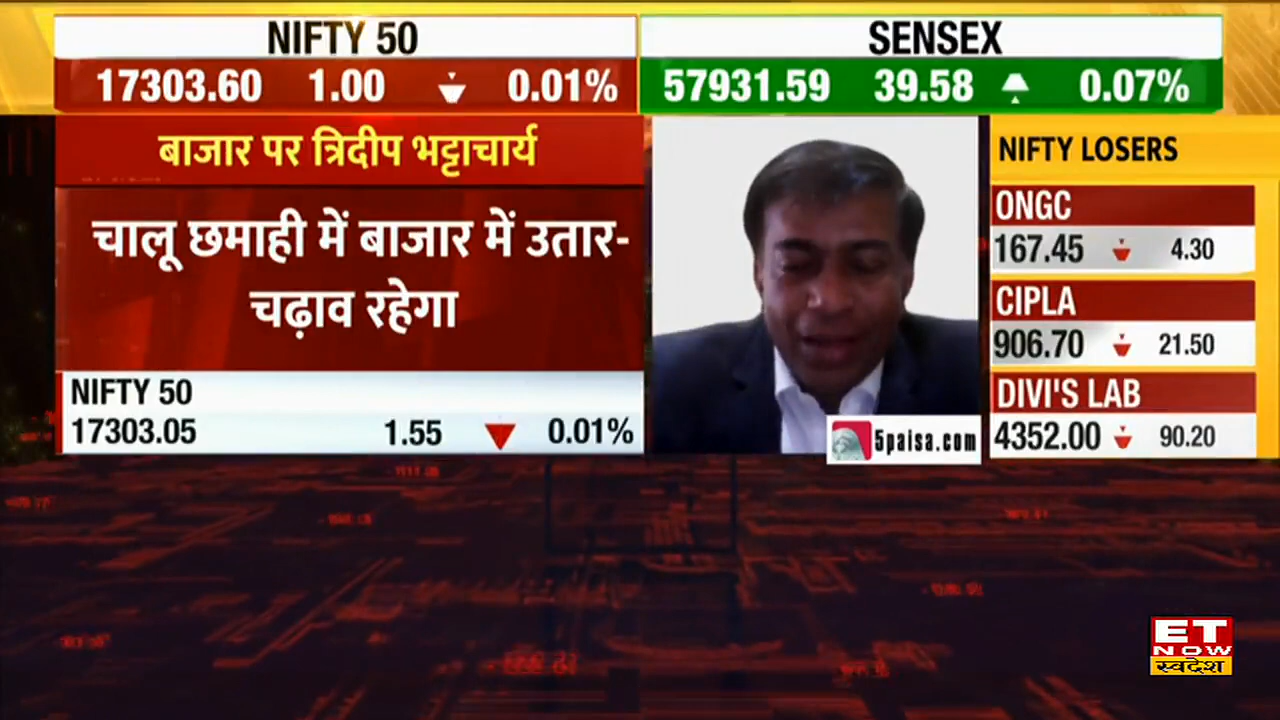 NIFTY 50
17303.60 1.00 0.01%
SENSEX
57931.59 39.58 0.07%
बाजार पर त्रिदीप भट्टाचार्य
चालू छमाही में बाजार में उतार-
चढ़ाव रहेगा
NIFTY 50
17303.05 1.55 0.01%
5paisa.com
NIFTY LOSERS
ONGC
167.45 4.30
CIPLA
906.70 21.50
DIVI'S LAB
4352.00 90.20
ET
NOW
स्वदेश